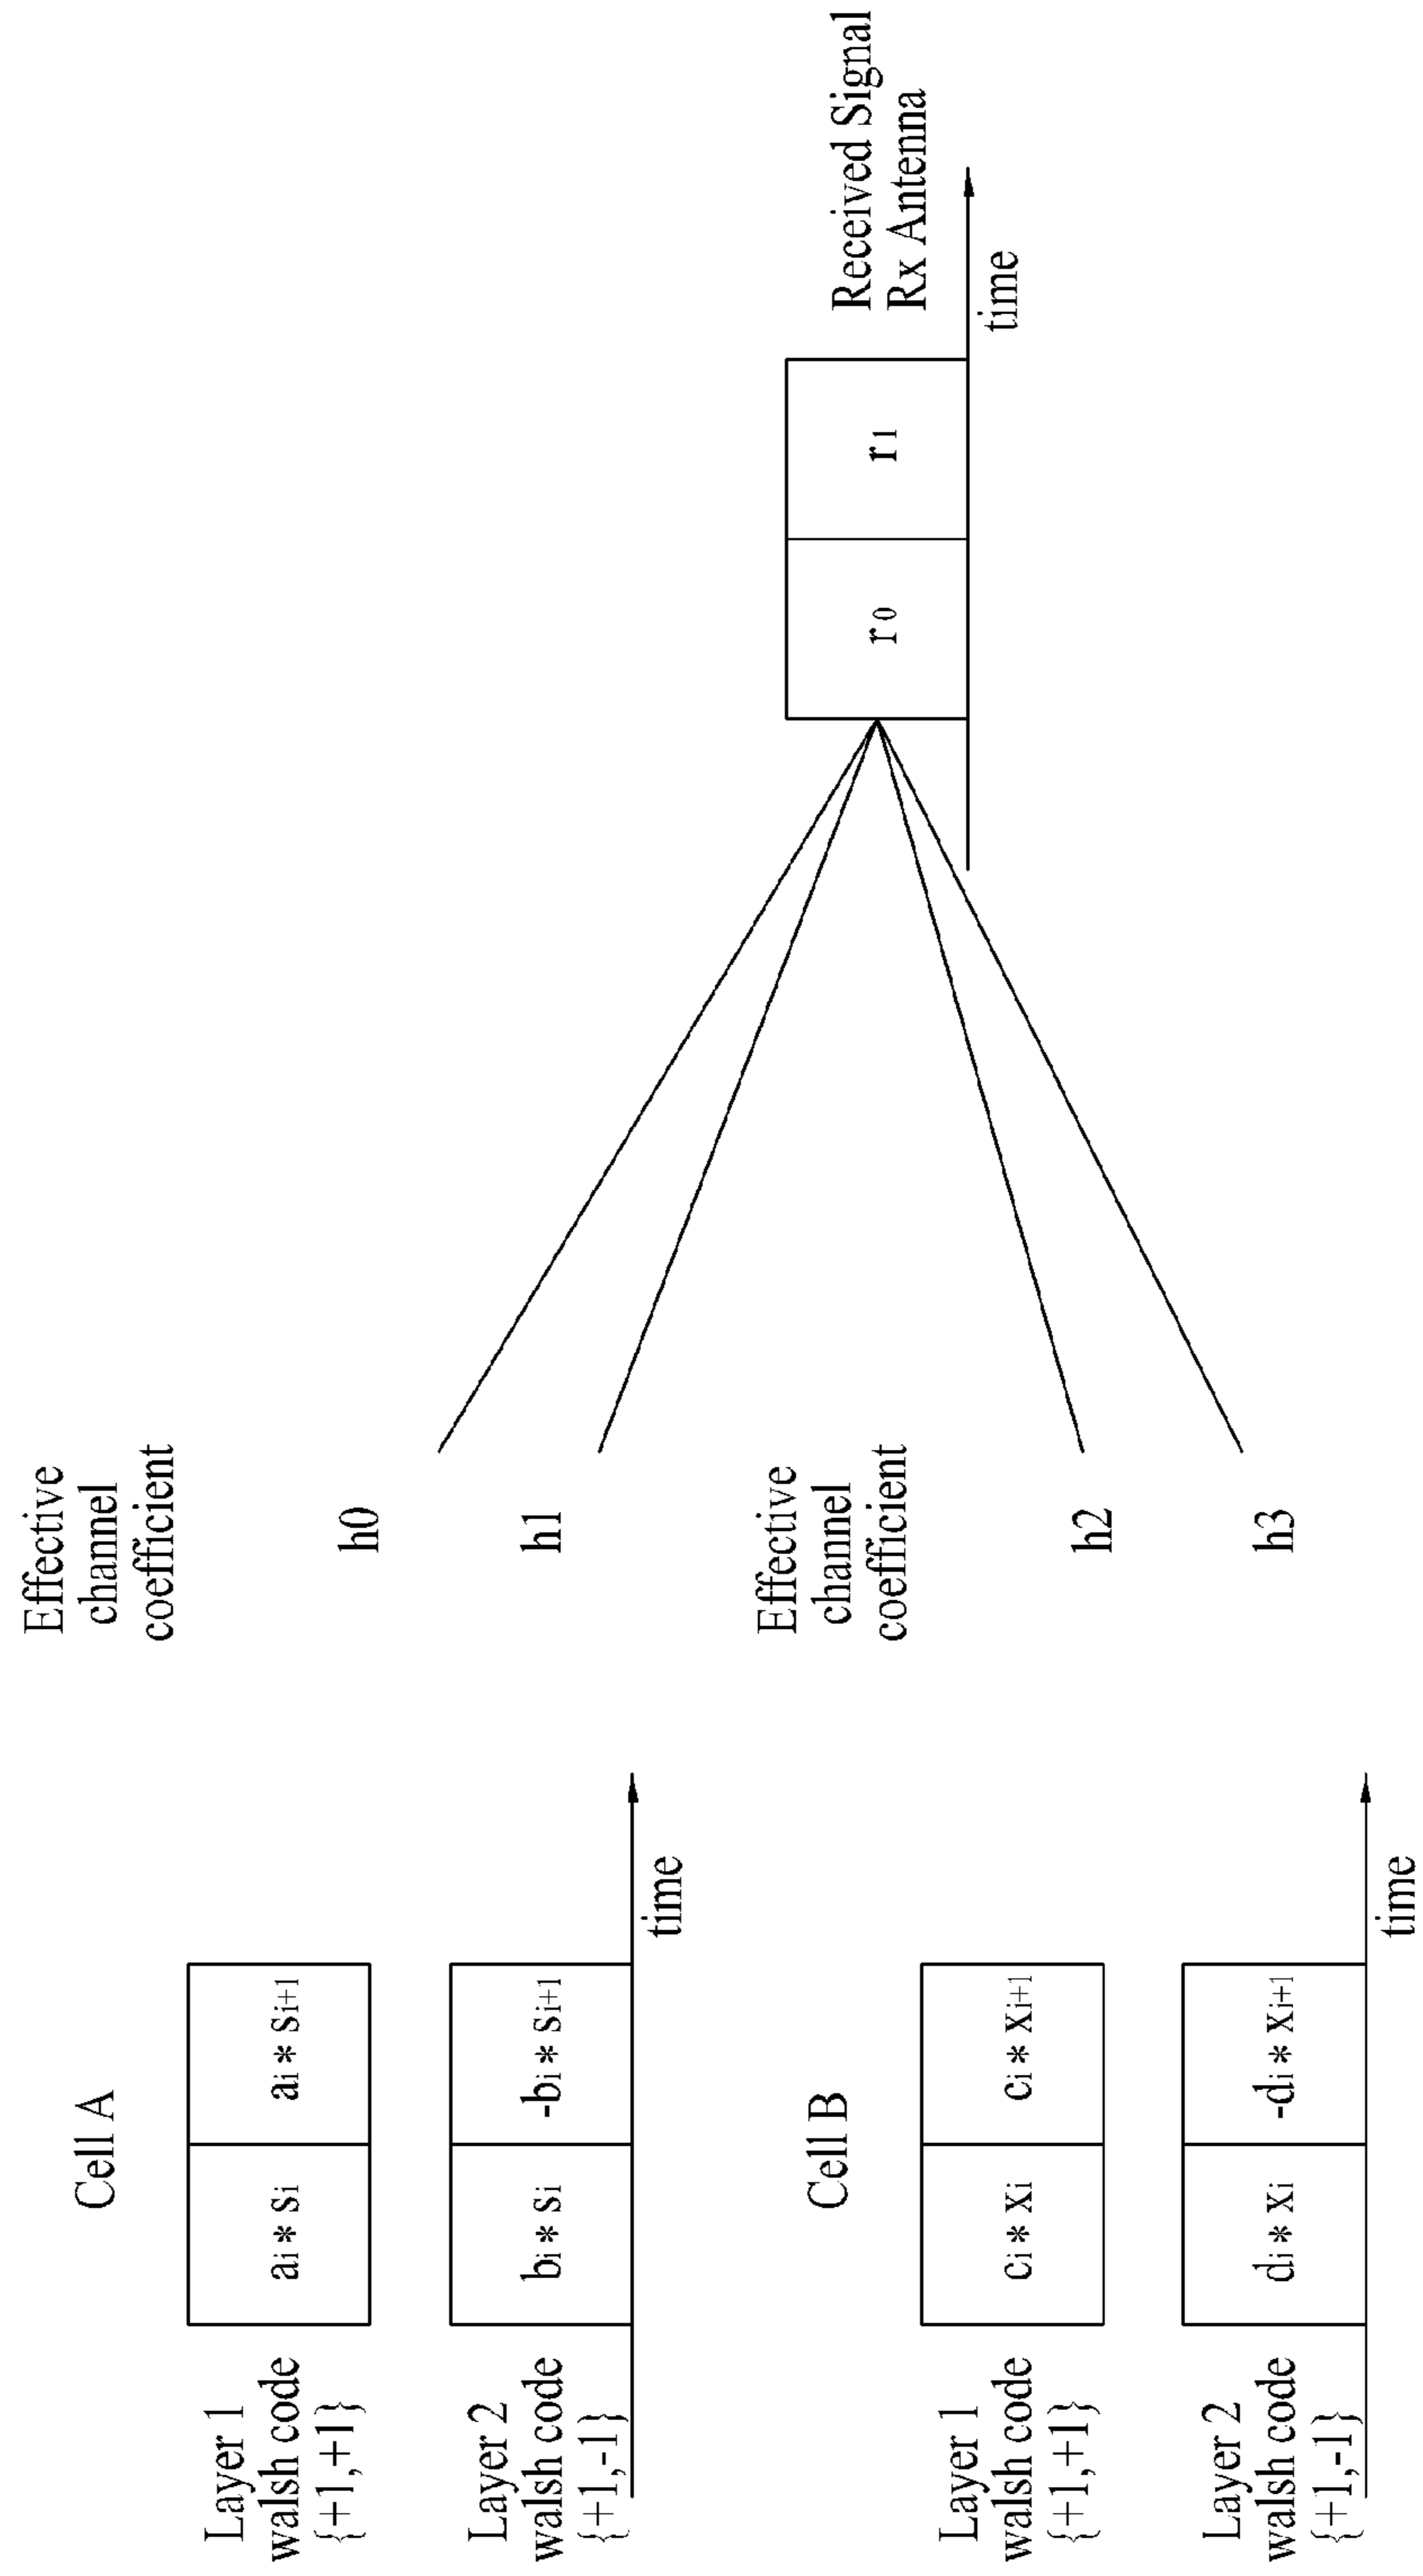 Cell A
Effective
channel
coefficient
Layer 1
walsh code
{+1,+1}
ai * Si
ai * Si+1
h0
Layer 2
walsh code
{+1,-1}
bi * Si
-bi * Si+1
h1
time
Cell B
Effective
channel
coefficient
Layer 1
walsh code
{+1,+1}
ci * Xi
ci * Xi+1
h2
Layer 2
walsh code
{+1,-1}
di * Xi
-di * Xi+1
h3
time
r0
r1
Received Signal
Rx Antenna
time